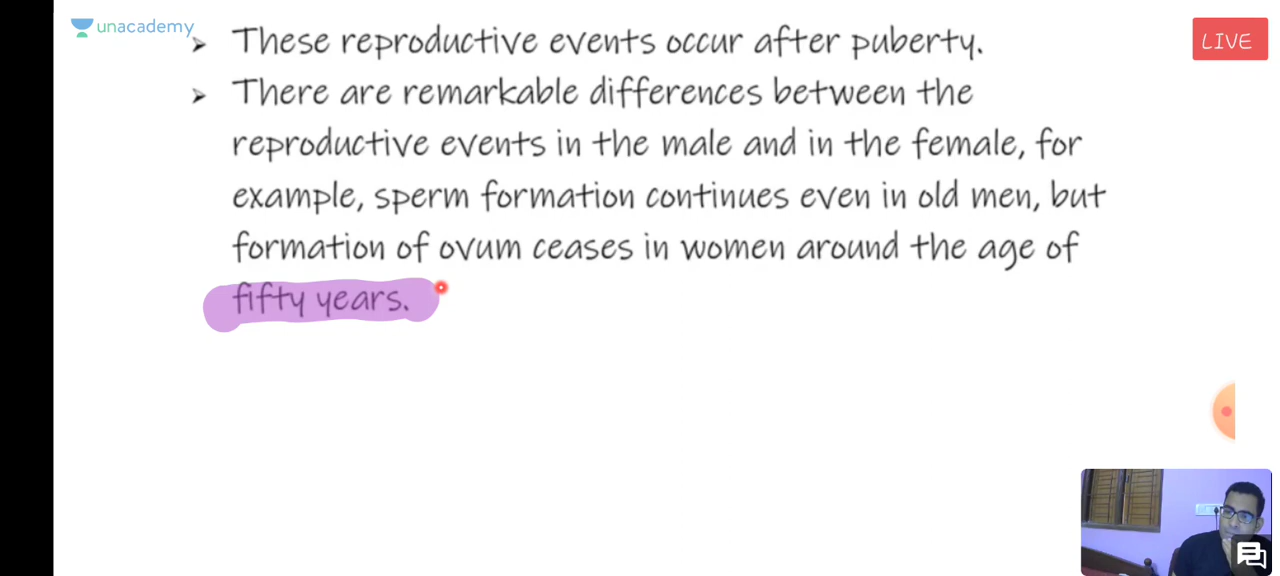 unacademy
LIVE
➤ These reproductive events occur after puberty.
➤ There are remarkable differences between the
reproductive events in the male and in the female, for
example, sperm formation continues even in old men, but
formation of ovum ceases in women around the age of
fifty years.